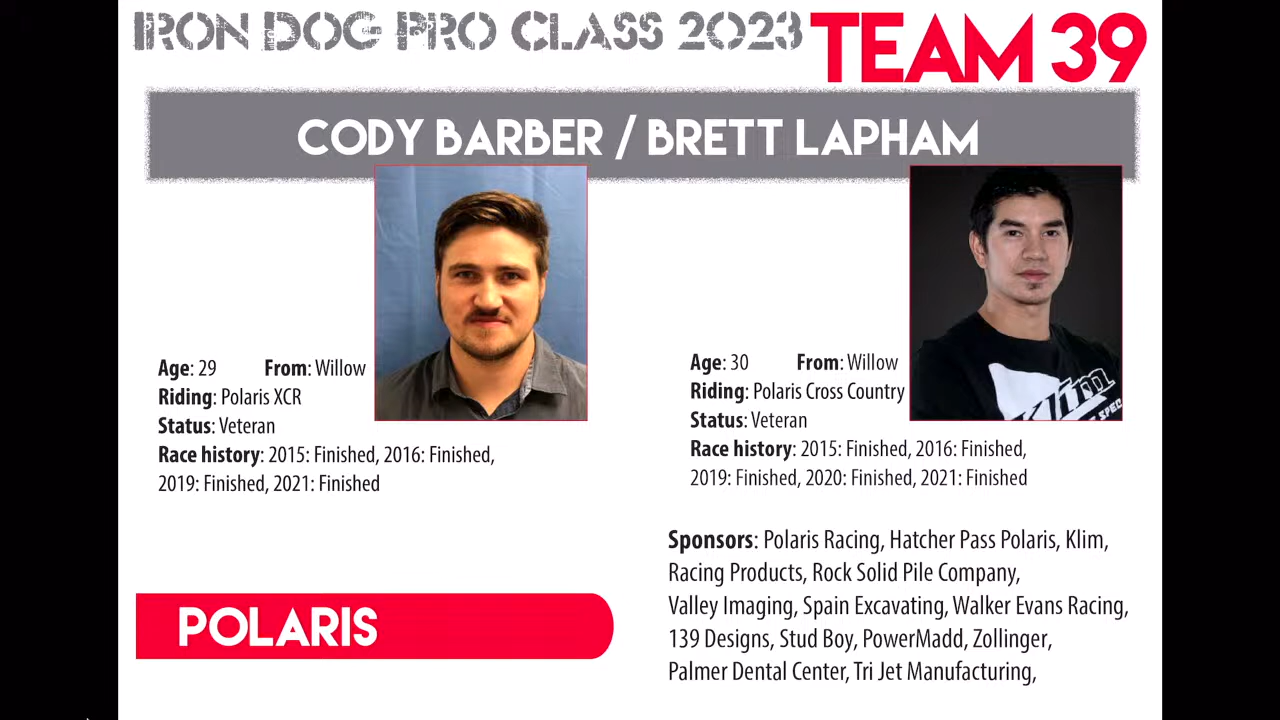 IRON DOG PRO CLASS 2023 TEAM 39
CODY BARBER / BRETT LAPHAM
Age: 29 From: Willow
Riding: Polaris XCR
Status: Veteran
Race history: 2015: Finished, 2016: Finished,
2019: Finished, 2021: Finished
Age: 30 From: Willow
Riding: Polaris Cross Country
Status: Veteran
Race history: 2015: Finished, 2016: Finished,
2019: Finished, 2020: Finished, 2021: Finished
Klim
SPEC
Sponsors: Polaris Racing, Hatcher Pass Polaris, Klim,
Racing Products, Rock Solid Pile Company,
Valley Imaging, Spain Excavating, Walker Evans Racing,
139 Designs, Stud Boy, PowerMadd, Zollinger,
Palmer Dental Center, Tri Jet Manufacturing,
POLARIS